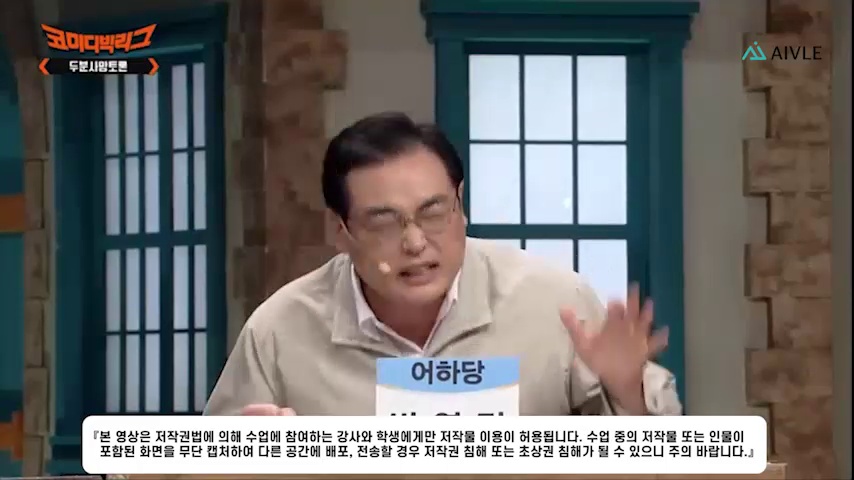 코미디빅리그
두분사망토론
AIVLE
어하당
『본 영상은 저작권법에 의해 수업에 참여하는 강사와 학생에게만 저작물 이용이 허용됩니다. 수업 중의 저작물 또는 인물이
포함된 화면을 무단 캡처하여 다른 공간에 배포, 전송할 경우 저작권 침해 또는 초상권 침해가 될 수 있으니 주의 바랍니다.』